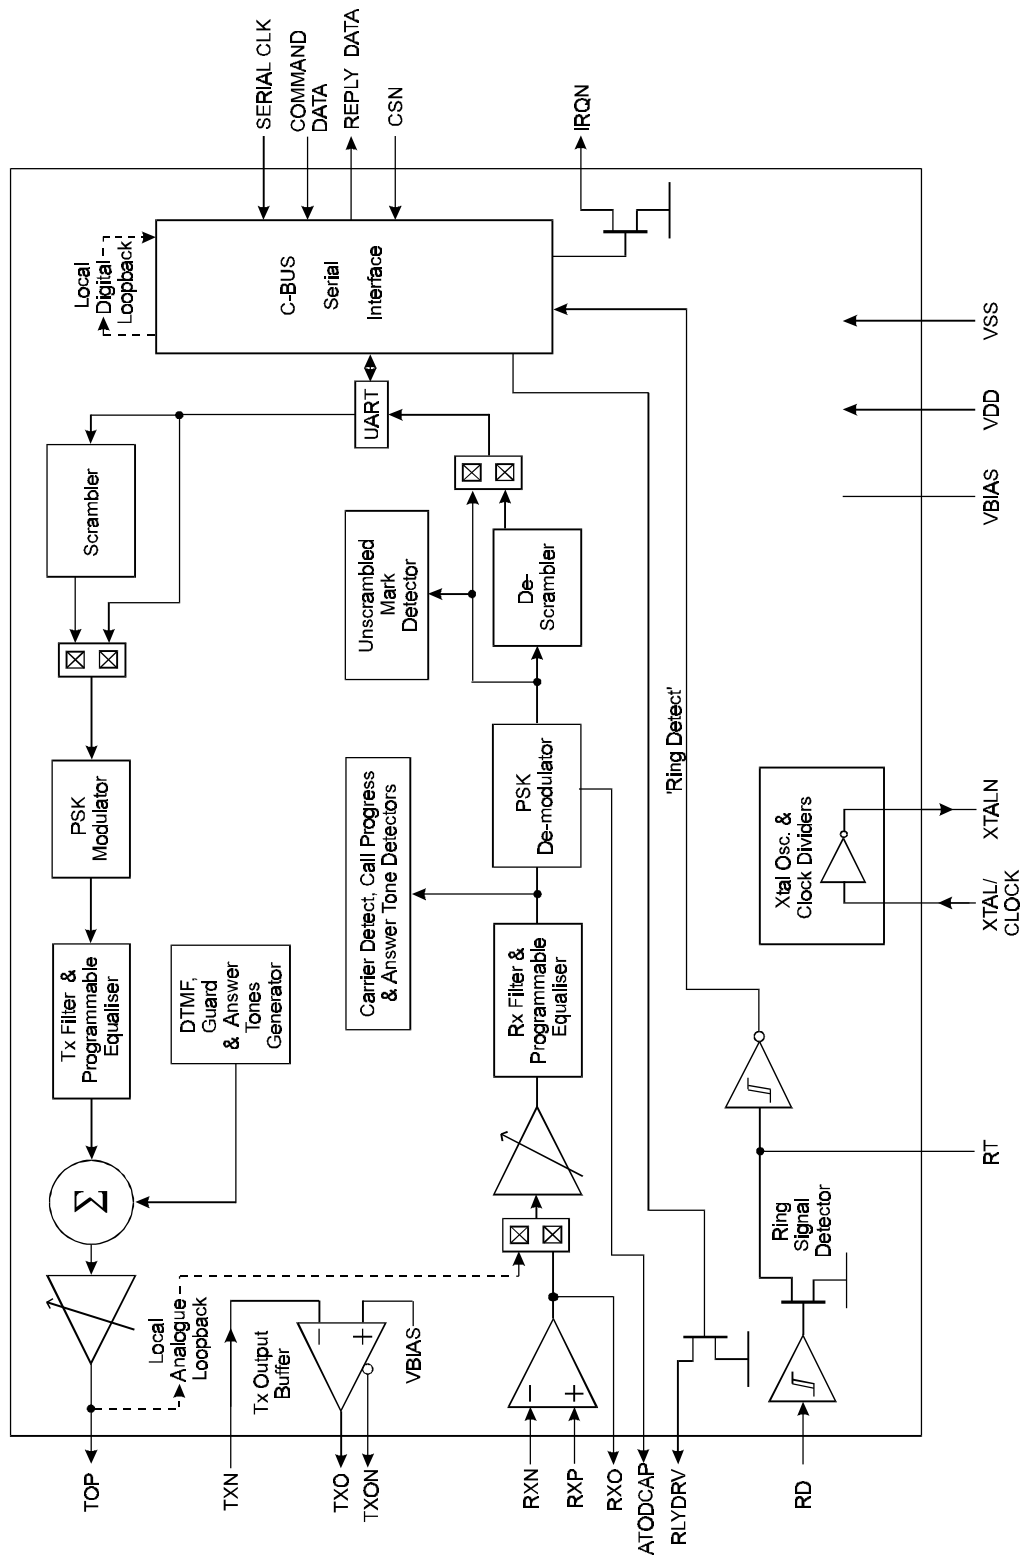 SERIAL CLK
COMMAND
DATA
REPLY DATA
CSN
IRQN
Local
Digital
Loopback
C-BUS
Serial
Interface
UART
Scrambler
Unscrambled
Mark
Detector
De-
Scrambler
PSK
Modulator
Carrier Detect, Call Progress
& Answer Tone Detectors
PSK
De-modulator
'Ring Detect'
VSS
VDD
VBIAS
Xtal Osc. &
Clock Dividers
XTALN
XTAL/
CLOCK
Tx Filter &
Programmable
Equaliser
DTMF,
Guard
& Answer
Tones
Generator
Rx Filter &
Programmable
Equaliser
Σ
RT
Ring
Signal
Detector
Local
Analogue
Loopback
Tx Output
Buffer
−
+
VBIAS
−
+
TOP
TXN
TXO
TXON
RXN
RXP
RXO
ATODCAP
RLYDRV
RD